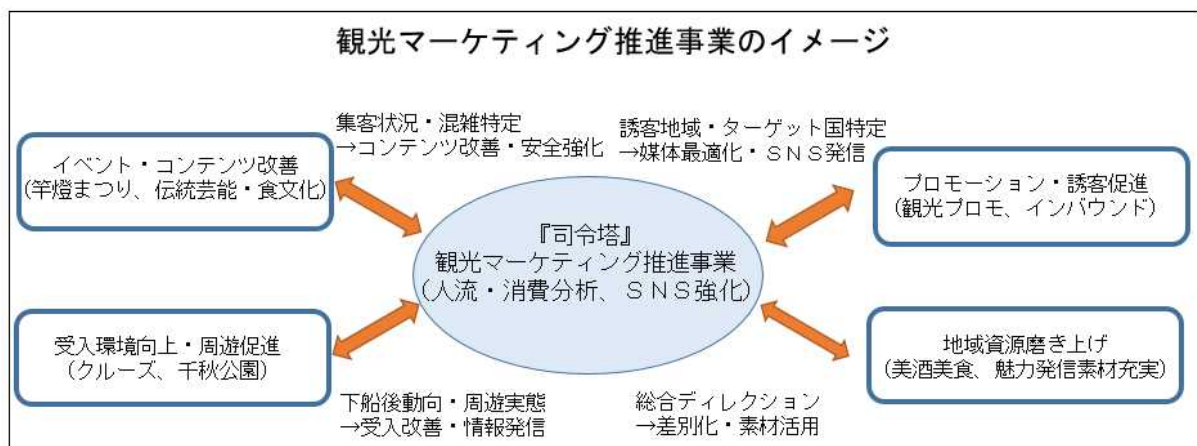 観光マーケティング推進事業のイメージ
集客状況・混雑特定
→コンテンツ改善・安全強化
誘客地域・ターゲット国特定
→媒体最適化・ＳＮＳ発信
イベント・コンテンツ改善
(竿燈まつり、伝統芸能・食文化)
プロモーション・誘客促進
(観光プロモ、インバウンド)
『司令塔』
観光マーケティング推進事業
(人流・消費分析、ＳＮＳ強化)
受入環境向上・周遊促進
(クルーズ、千秋公園)
地域資源磨き上げ
(美酒美食、魅力発信素材充実)
下船後動向・周遊実態
→受入改善・情報発信
総合ディレクション
→差別化・素材活用